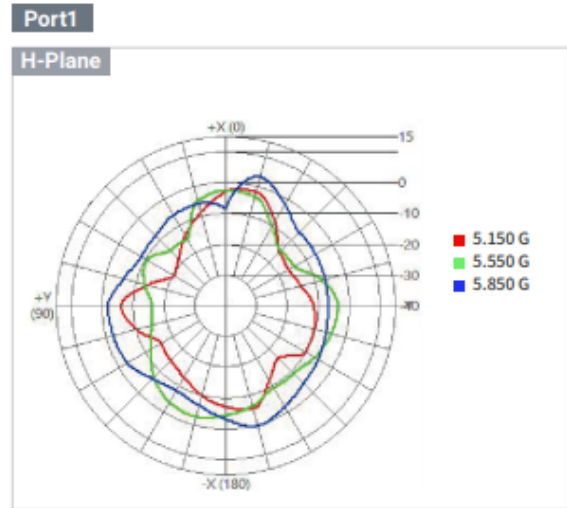 Port1
H-Plane
+X (0)
15
0
-10
-20
-30
+Y
(90)
-X (180)
5.150 G
5.550 G
5.850 G